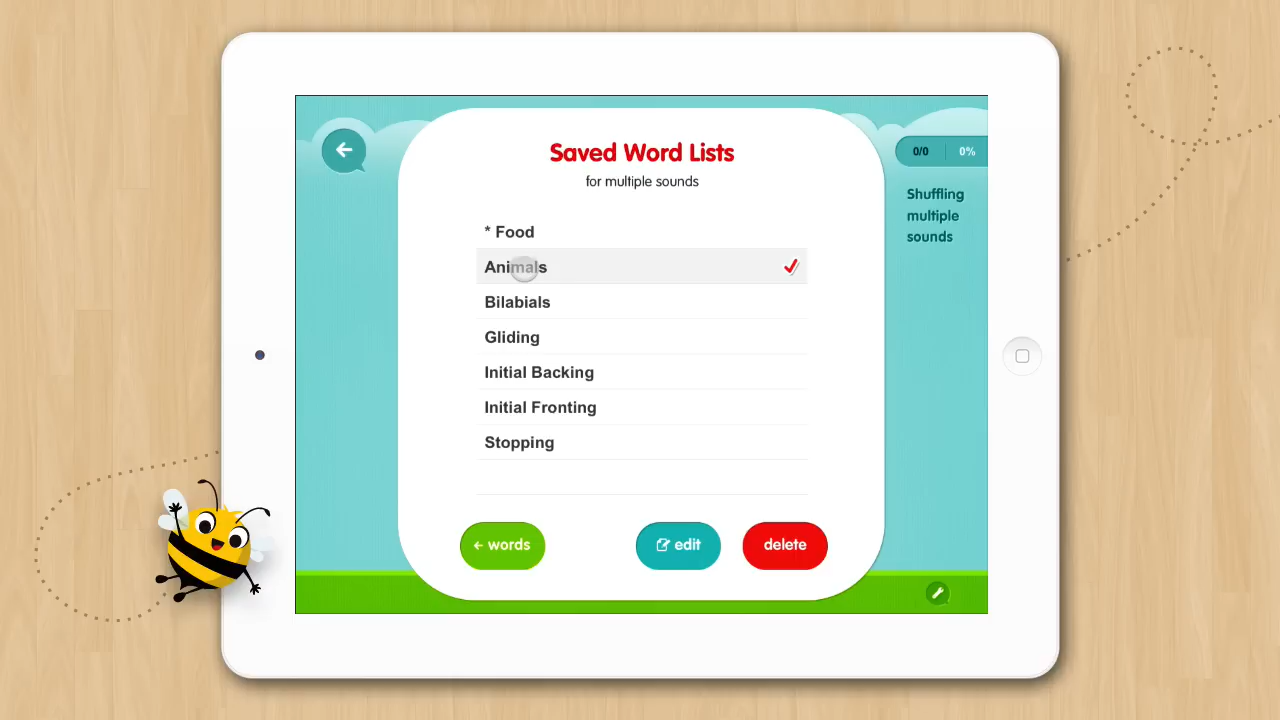 Saved Word Lists
for multiple sounds
0/0 0%
Shuffling
multiple
sounds
* Food
Animals
Bilabials
Gliding
Initial Backing
Initial Fronting
Stopping
← words
edit
delete